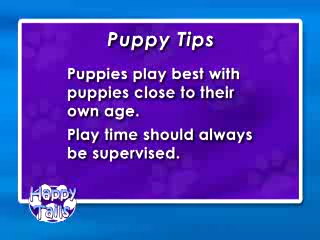 Puppy Tips
Puppies play best with
puppies close to their
own age.
Play time should always
be supervised.
Happy
Tails